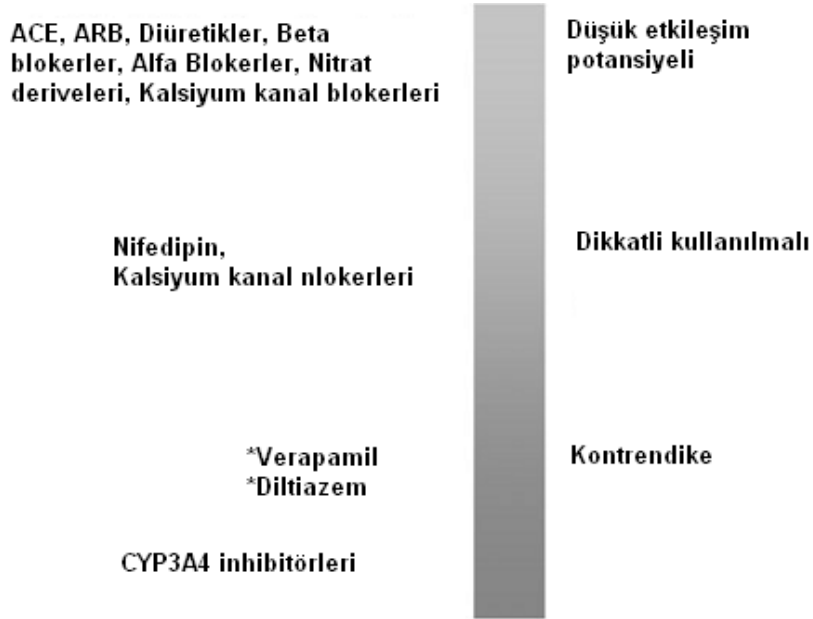 ACE, ARB, Diüretikler, Beta
blokerler, Alfa Blokerler, Nitrat
deriveleri, Kalsiyum kanal blokerleri
Düşük etkileşim
potansiyeli
Nifedipin,
Kalsiyum kanal nlokerleri
Dikkatli kullanılmalı
*Verapamil
*Diltiazem
Kontrendike
CYP3A4 inhibitörleri